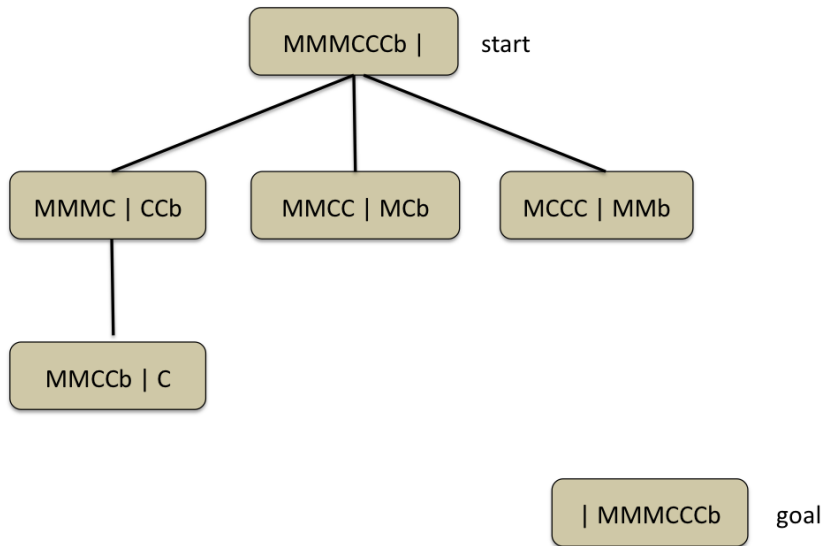 MMMCCCb |
start
MMMC | CCb
MMCC | MCb
MCCC | MMb
MMCCb | C
| MMMCCCb
goal